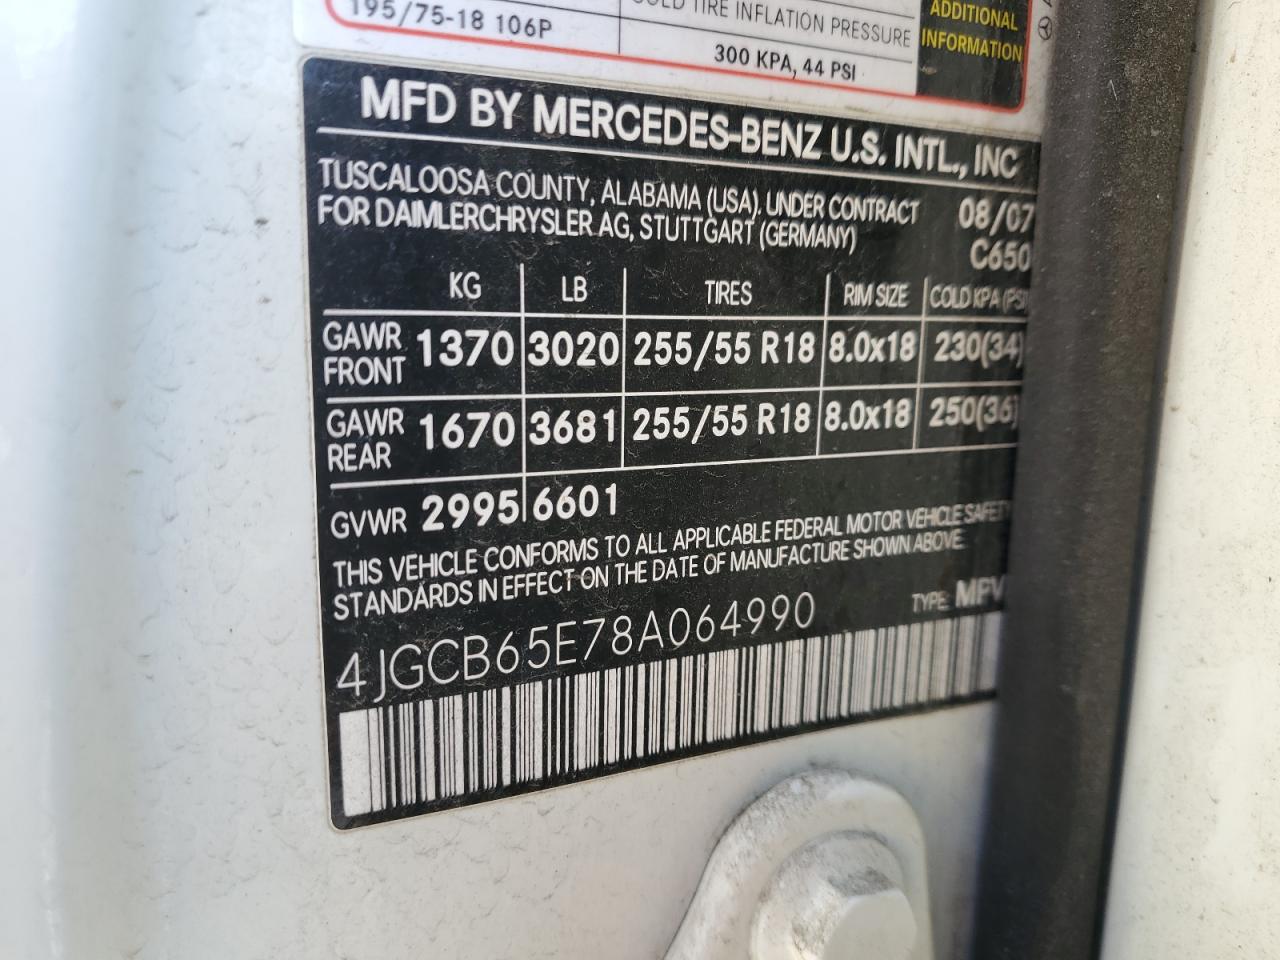 195/75-18 106P
COLD TIRE INFLATION PRESSURE
300 KPA, 44 PSI
ADDITIONAL
INFORMATION
MFD BY MERCEDES-BENZ U.S. INTL., INC
TUSCALOOSA COUNTY, ALABAMA (USA), UNDER CONTRACT
FOR DAIMLERCHRYSLER AG, STUTTGART (GERMANY)
08/07
C650
KG LB TIRES RIM SIZE COLD KPA (PSI)
GAWR FRONT 1370 3020 255/55 R18 8.0x18 230(34)
GAWR REAR 1670 3681 255/55 R18 8.0x18 250(36)
GVWR 2995 6601
THIS VEHICLE CONFORMS TO ALL APPLICABLE FEDERAL MOTOR VEHICLE SAFETY
STANDARDS IN EFFECT ON THE DATE OF MANUFACTURE SHOWN ABOVE.
4JGCB65E78A064990
TYPE: MPV